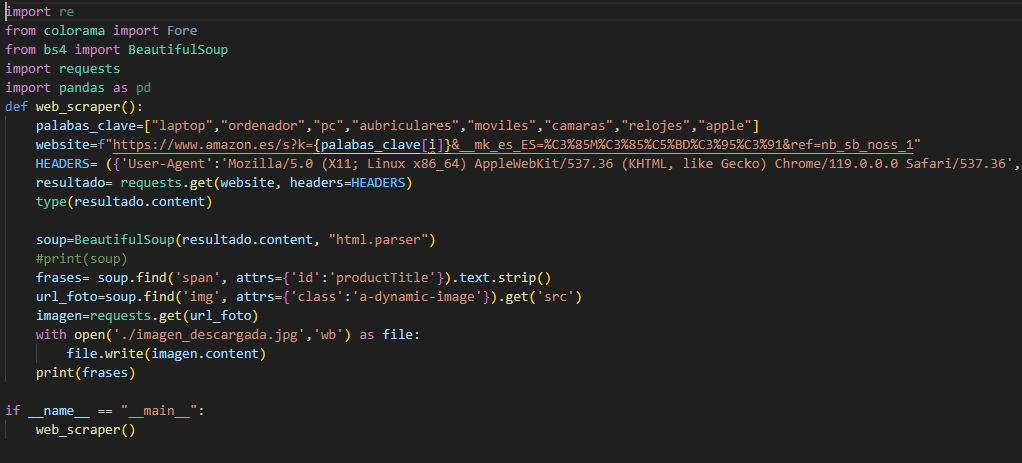 import re
from colorama import Fore
from bs4 import BeautifulSoup
import requests
import pandas as pd
def web_scraper():
    palabas_clave=["laptop","ordenador","pc","aubriculares","moviles","camaras","relojes","apple"]
    website=f"https://www.amazon.es/s?k={palabas_clave[i]}&__mk_es_ES=%C3%85M%C3%85%C5%BD%C3%95%C3%91&ref=nb_sb_noss_1"
    HEADERS= ({'User-Agent':'Mozilla/5.0 (X11; Linux x86_64) AppleWebKit/537.36 (KHTML, like Gecko) Chrome/119.0.0.0 Safari/537.36',
    resultado= requests.get(website, headers=HEADERS)
    type(resultado.content)

    soup=BeautifulSoup(resultado.content, "html.parser")
    #print(soup)
    frases= soup.find('span', attrs={'id':'productTitle'}).text.strip()
    url_foto=soup.find('img', attrs={'class':'a-dynamic-image'}).get('src')
    imagen=requests.get(url_foto)
    with open('./imagen_descargada.jpg','wb') as file:
        file.write(imagen.content)
    print(frases)

if __name__ == "__main__":
    web_scraper()